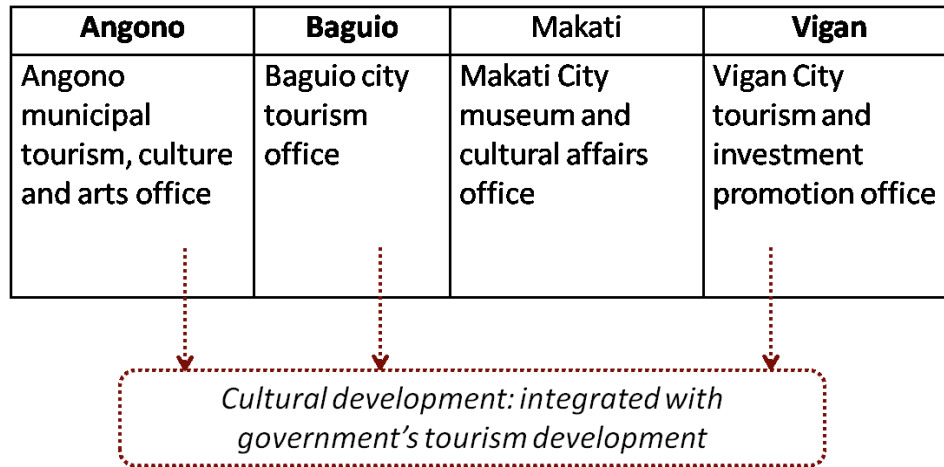 Angono
Baguio
Makati
Vigan
Angono
municipal
tourism, culture
and arts office
Baguio city
tourism
office
Makati City
museum and
cultural affairs
office
Vigan City
tourism and
investment
promotion office
Cultural development: integrated with
government’s tourism development